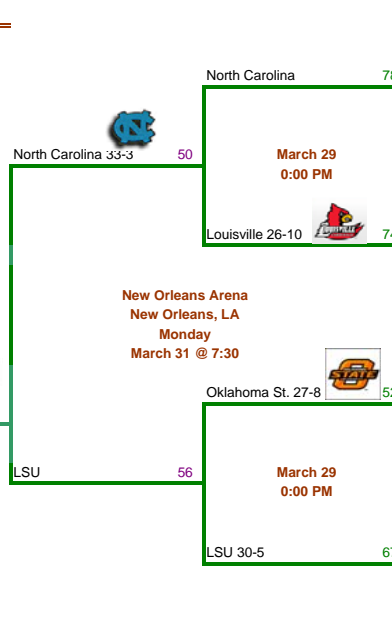 North Carolina
North Carolina 33-3 50
March 29
0:00 PM
Louisville 26-10
New Orleans Arena
New Orleans, LA
Monday
March 31 @ 7:30
Oklahoma St. 27-8
STATE
LSU 56
March 29
0:00 PM
LSU 30-5